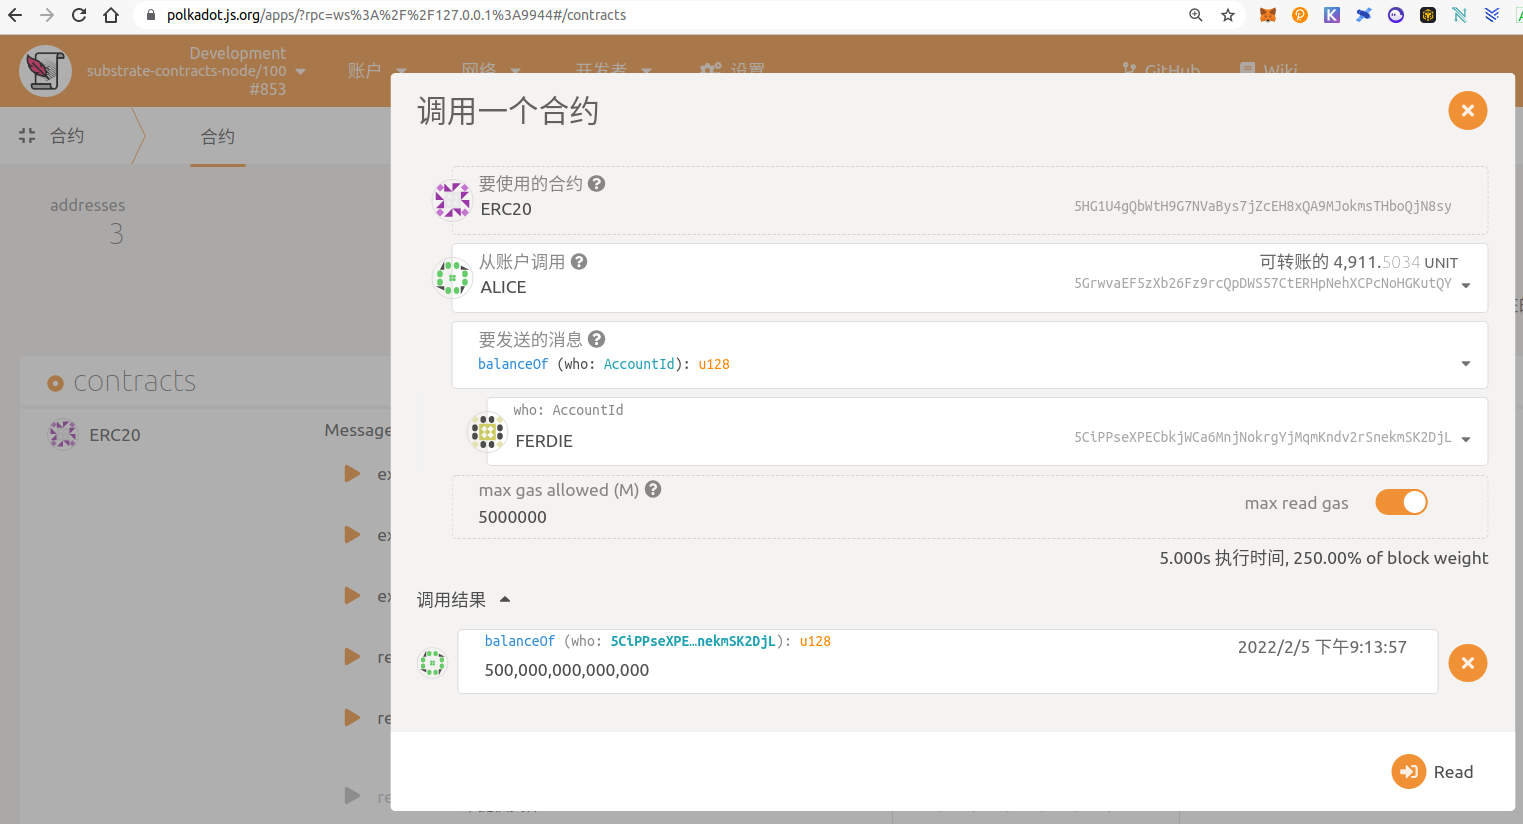 polkadot.js.org/apps/?rpc=ws%3A%2F%2F127.0.0.1%3A9944#/contracts
Development
substrate-contracts-node/100
#853
账户
网络
开发者
设置
GitHub
Wiki
合约
合约
addresses
3
contracts
ERC20
Message
ex
ex
ex
re
re
re
调用一个合约
要使用的合约
ERC20
5HG1U4gQbWtH9G7NVaBys7jZcEH8xQA9MJokmsTHboQjN8sy
从账户调用
ALICE
可转账的 4,911.5034 UNIT
5GrwvaEF5zXb26Fz9rcQpDWS57CtERHpNehXCPcNoHGKutQY
要发送的消息
balanceOf (who: AccountId): u128
who: AccountId
FERDIE
5CiPPseXPECbkjWCa6MnjNokrgYjMqmKndv2rSnekmSK2DjL
max gas allowed (M)
5000000
max read gas
5.000s 执行时间, 250.00% of block weight
调用结果
balanceOf (who: 5CiPPseXPE…nekmSK2DjL): u128
500,000,000,000,000
2022/2/5 下午9:13:57
Read